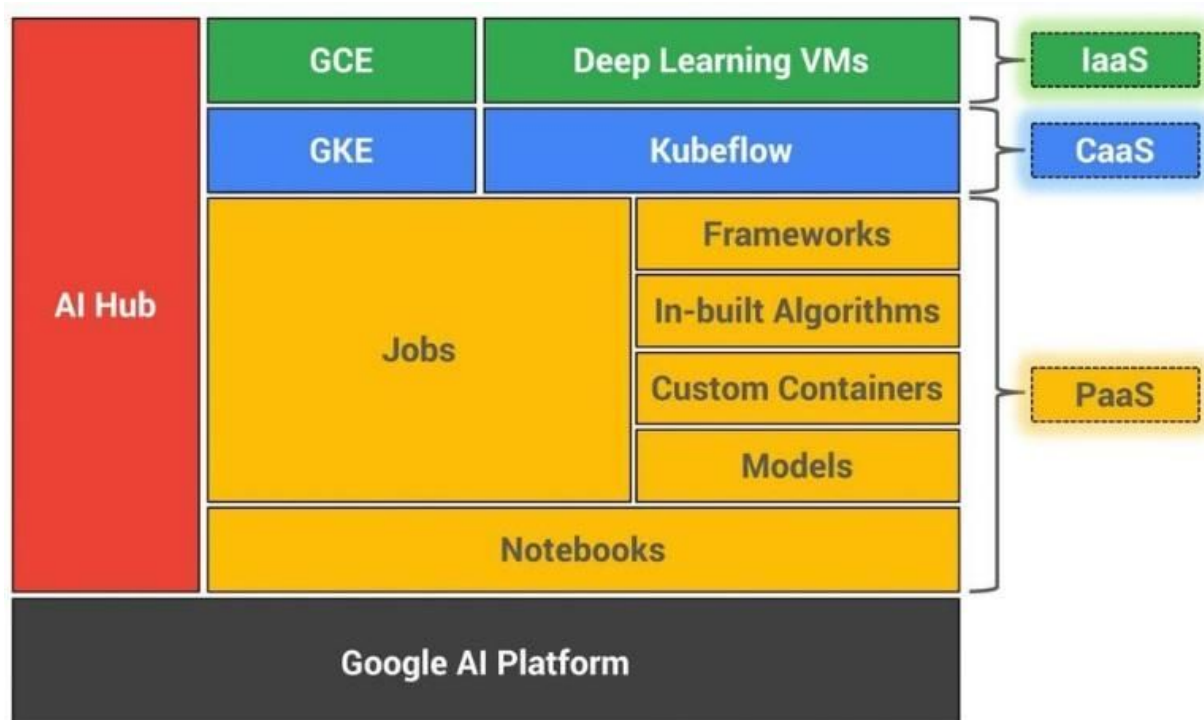 GCE
Deep Learning VMs
IaaS
GKE
Kubeflow
CaaS
AI Hub
Jobs
Frameworks
In-built Algorithms
Custom Containers
Models
PaaS
Notebooks
Google AI Platform